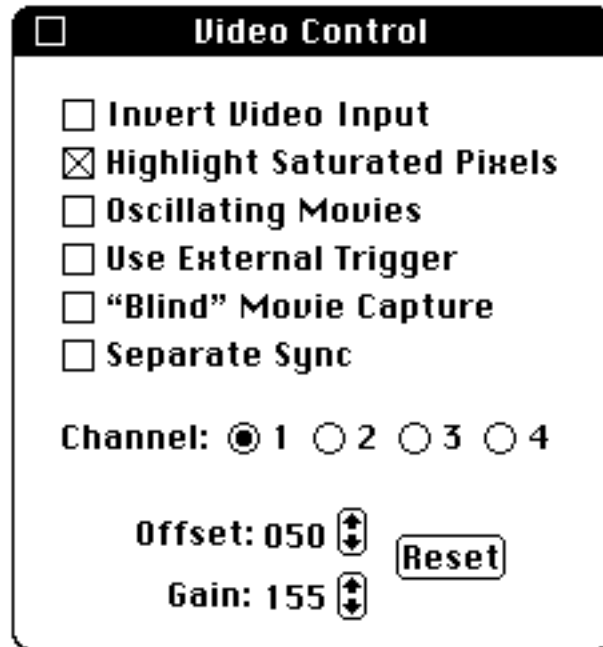 Video Control
Invert Video Input
Highlight Saturated Pixels
Oscillating Movies
Use External Trigger
“Blind” Movie Capture
Separate Sync
Channel: 1 2 3 4
Offset: 050
Reset
Gain: 155